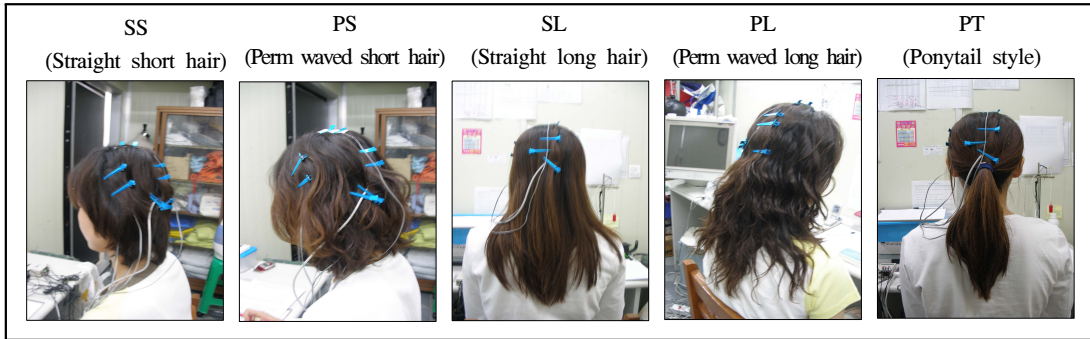 SS
(Straight short hair)
PS
(Perm waved short hair)
SL
(Straight long hair)
PL
(Perm waved long hair)
PT
(Ponytail style)